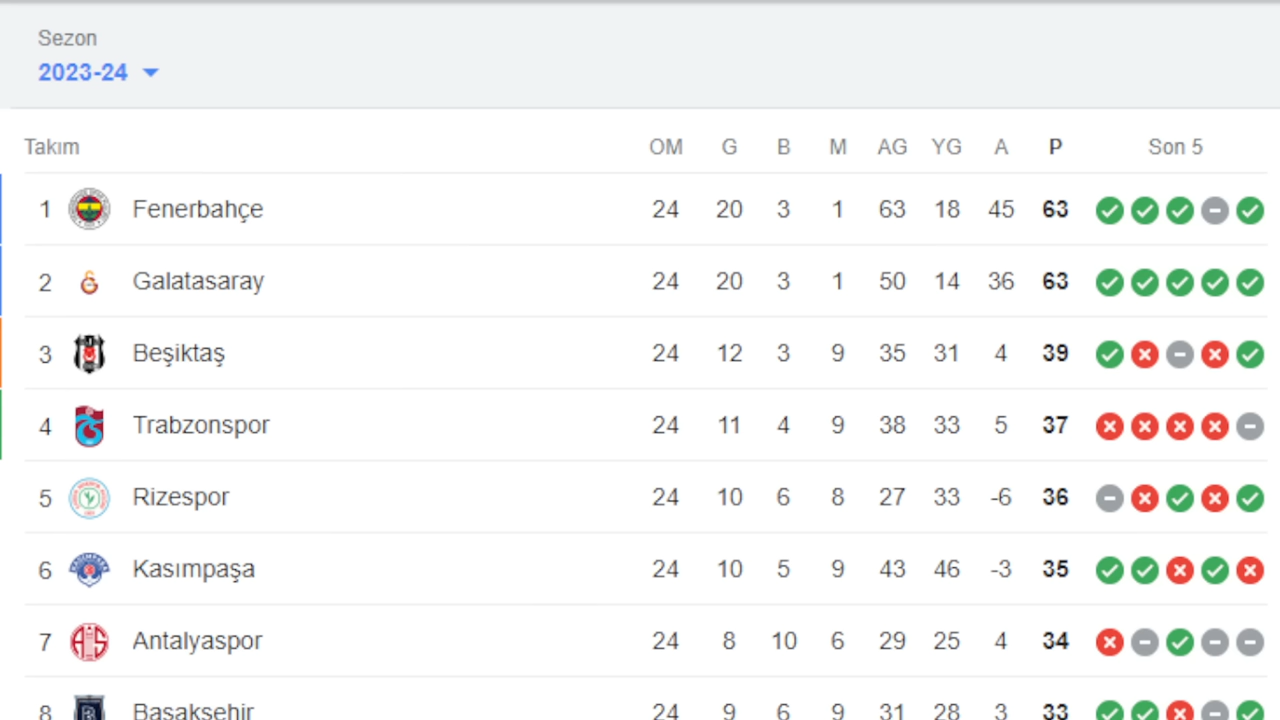 Sezon
2023-24
Takım OM G B M AG YG A P Son 5
1 Fenerbahçe 24 20 3 1 63 18 45 63
2 Galatasaray 24 20 3 1 50 14 36 63
3 Beşiktaş 24 12 3 9 35 31 4 39
4 Trabzonspor 24 11 4 9 38 33 5 37
5 Rizespor 24 10 6 8 27 33 -6 36
6 Kasımpaşa 24 10 5 9 43 46 -3 35
7 Antalyaspor 24 8 10 6 29 25 4 34
8 Başakşehir 24 9 6 9 31 28 3 33